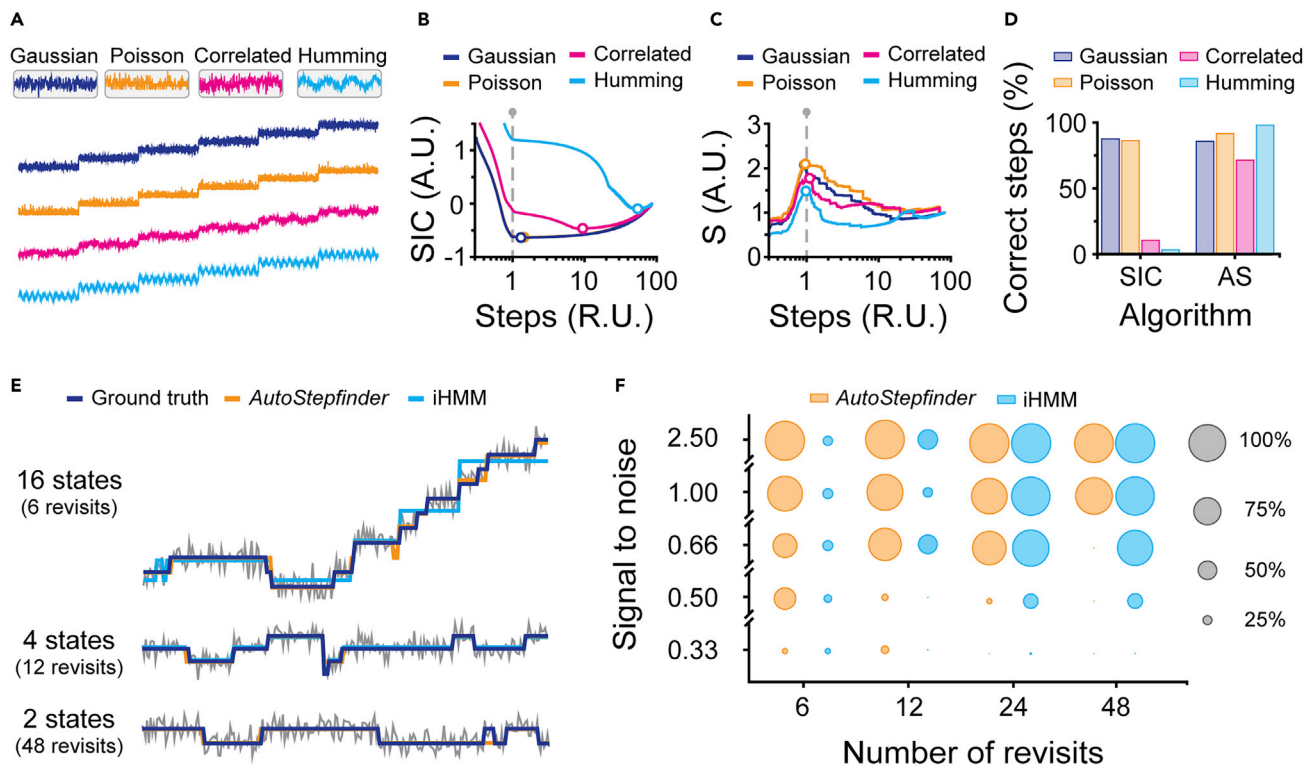 A
Gaussian Poisson Correlated Humming
B
Gaussian Correlated
Poisson Humming
SIC (A.U.)
1
0
-1
1 10 100
Steps (R.U.)
C
Gaussian Correlated
Poisson Humming
S (A.U.)
3
2
1
0
1 10 100
Steps (R.U.)
D
Gaussian Correlated
Poisson Humming
Correct steps (%)
100
50
0
SIC AS
Algorithm
E
Ground truth AutoStepfinder iHMM
16 states
(6 revisits)
4 states
(12 revisits)
2 states
(48 revisits)
F
AutoStepfinder iHMM
Signal to noise
2.50
1.00
0.66
0.50
0.33
6 12 24 48
Number of revisits
100%
75%
50%
25%